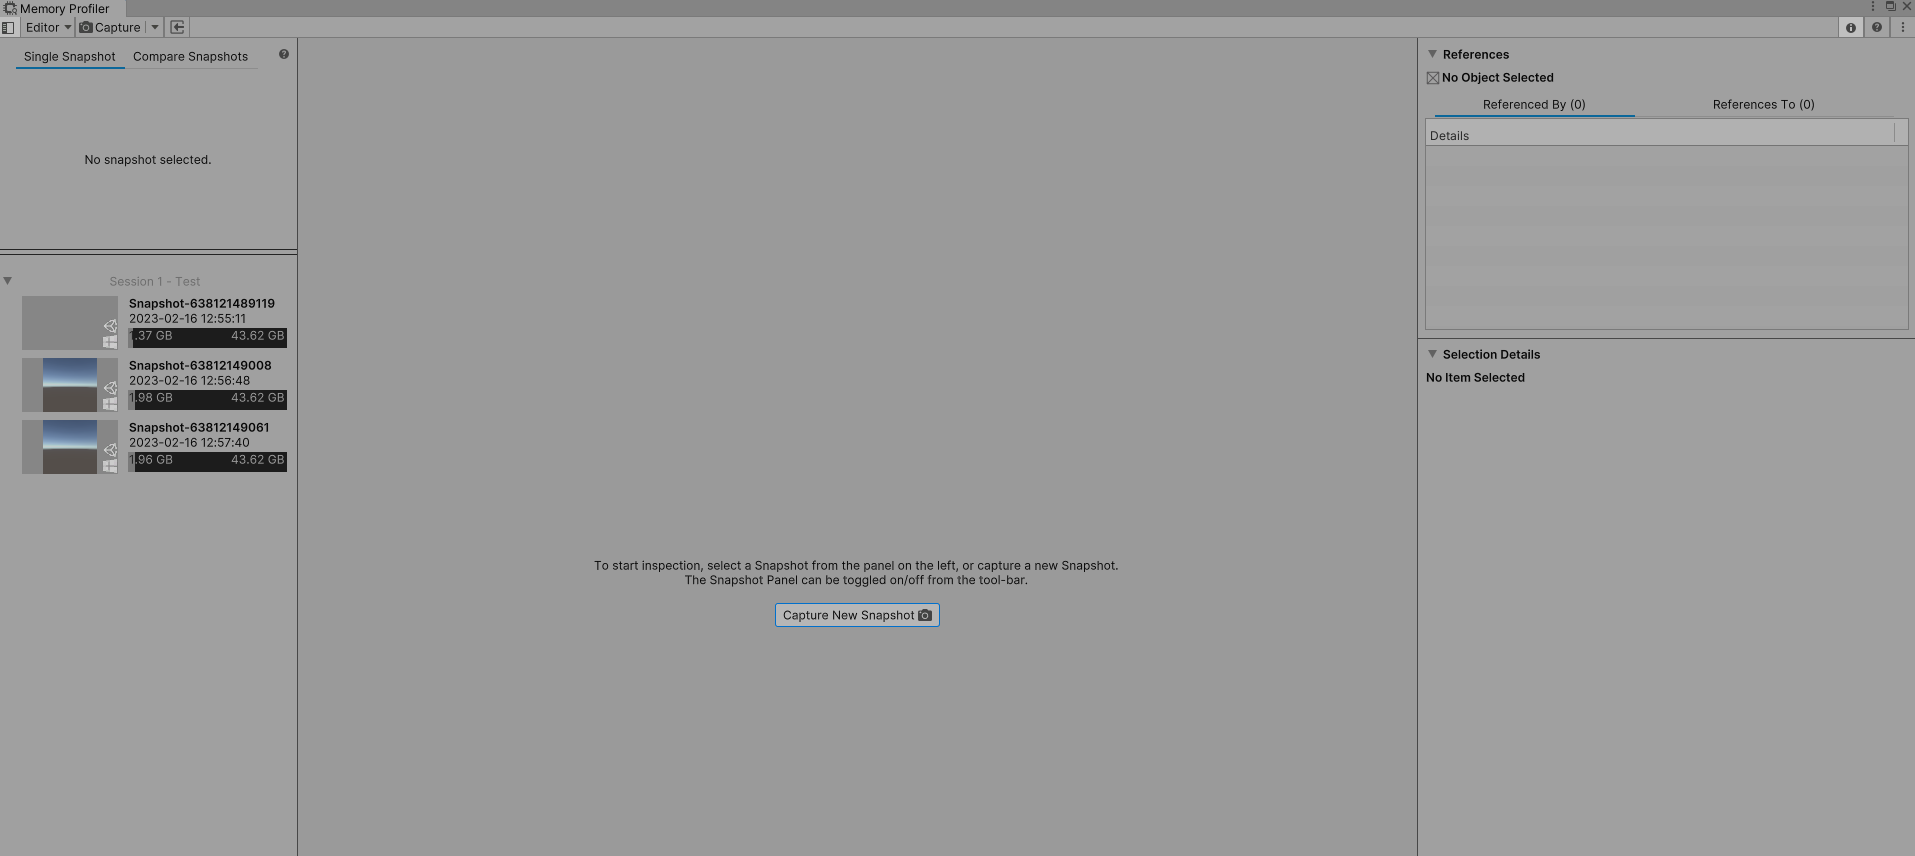 Memory Profiler
Editor
Capture
Single Snapshot
Compare Snapshots
No snapshot selected.
Session 1 - Test
Snapshot-638121489119
2023-02-16 12:55:11
1.37 GB
43.62 GB
Snapshot-63812149008
2023-02-16 12:56:48
1.98 GB
43.62 GB
Snapshot-63812149061
2023-02-16 12:57:40
1.96 GB
43.62 GB
To start inspection, select a Snapshot from the panel on the left, or capture a new Snapshot.
The Snapshot Panel can be toggled on/off from the tool-bar.
Capture New Snapshot
References
No Object Selected
Referenced By (0)
References To (0)
Details
Selection Details
No Item Selected